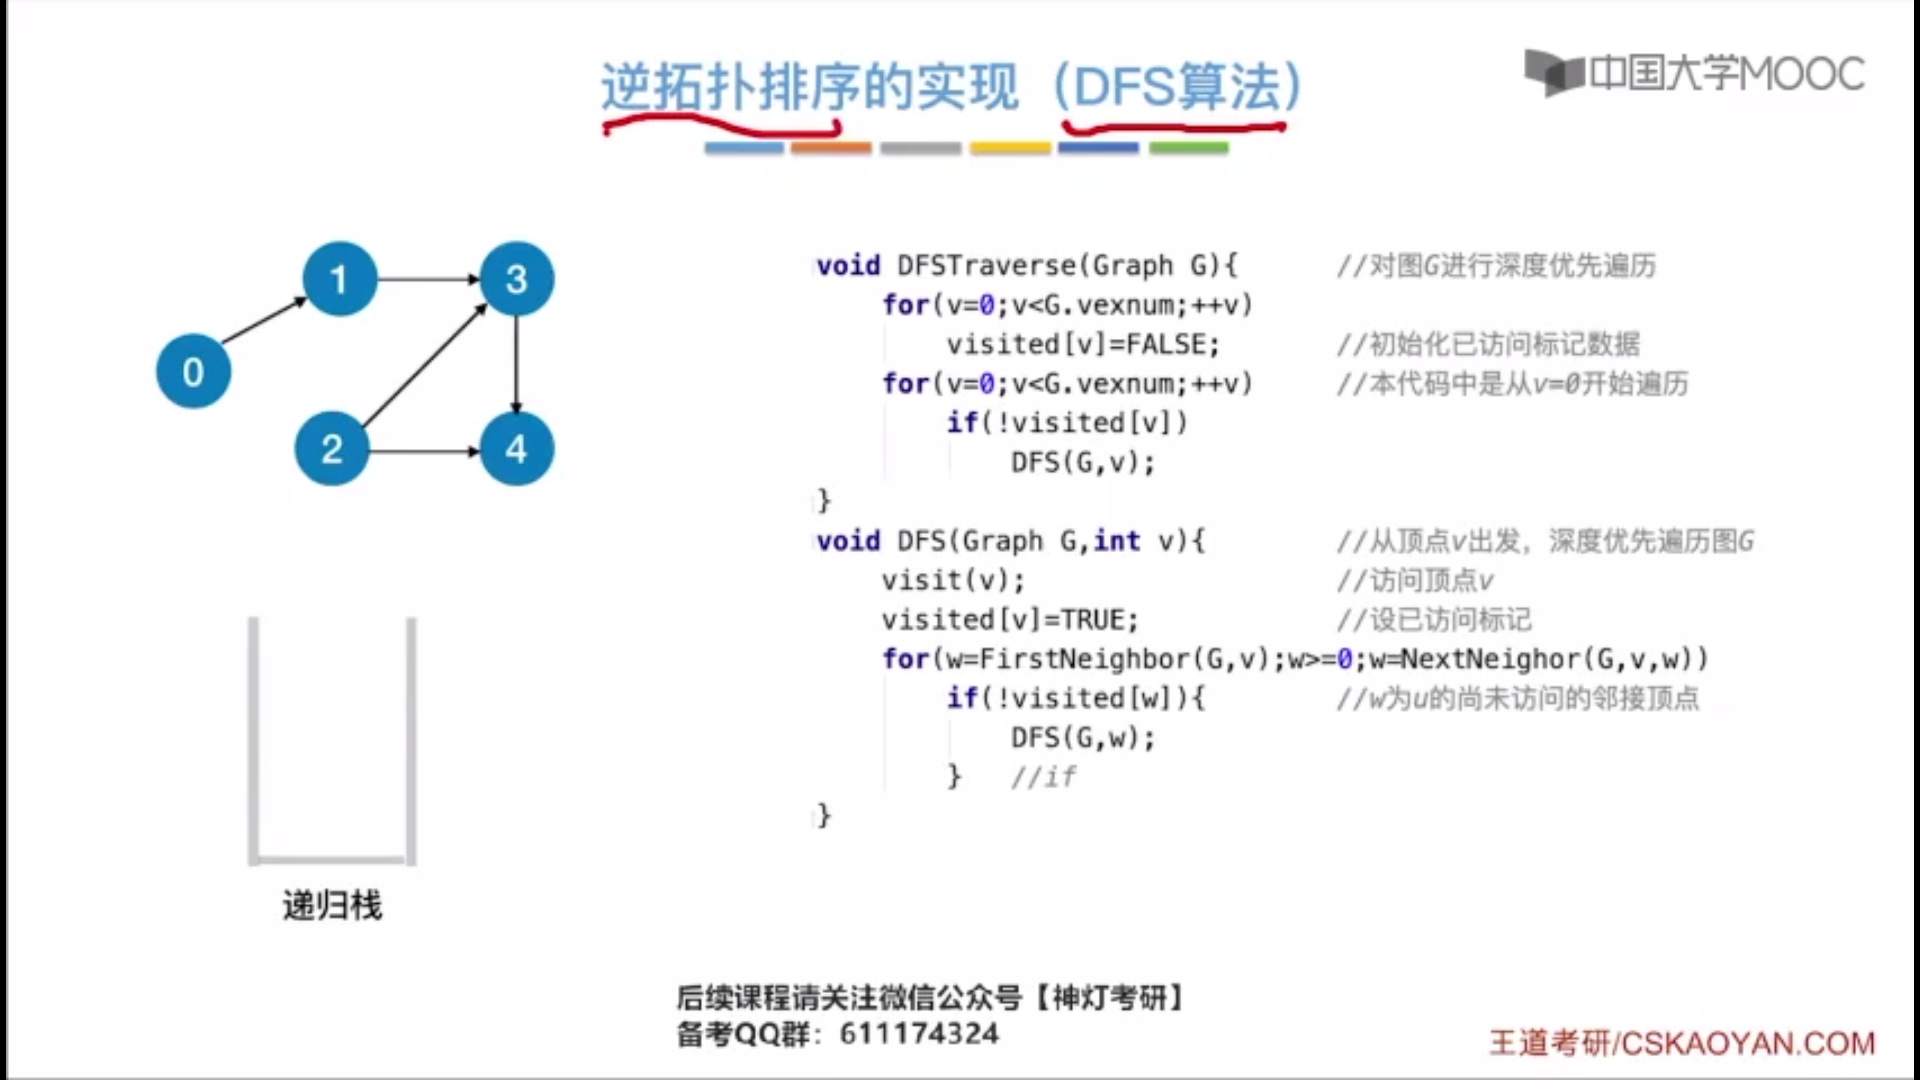 逆拓扑排序的实现（DFS算法）
中国大学MOOC
1
3
0
2
4
递归栈
void DFSTraverse(Graph G){ //对图G进行深度优先遍历
for(v=0;v<G.vexnum;++v)
visited[v]=FALSE; //初始化已访问标记数据
for(v=0;v<G.vexnum;++v) //本代码中是从v=0开始遍历
if(!visited[v])
DFS(G,v);
}
void DFS(Graph G,int v){ //从顶点v出发，深度优先遍历图G
visit(v); //访问顶点v
visited[v]=TRUE; //设已访问标记
for(w=FirstNeighbor(G,v);w>=0;w=NextNeighor(G,v,w))
if(!visited[w]){ //w为u的尚未访问的邻接顶点
DFS(G,w);
} //if
}
后续课程请关注微信公众号【神灯考研】
备考QQ群：611174324
王道考研/CSKAOYAN.COM